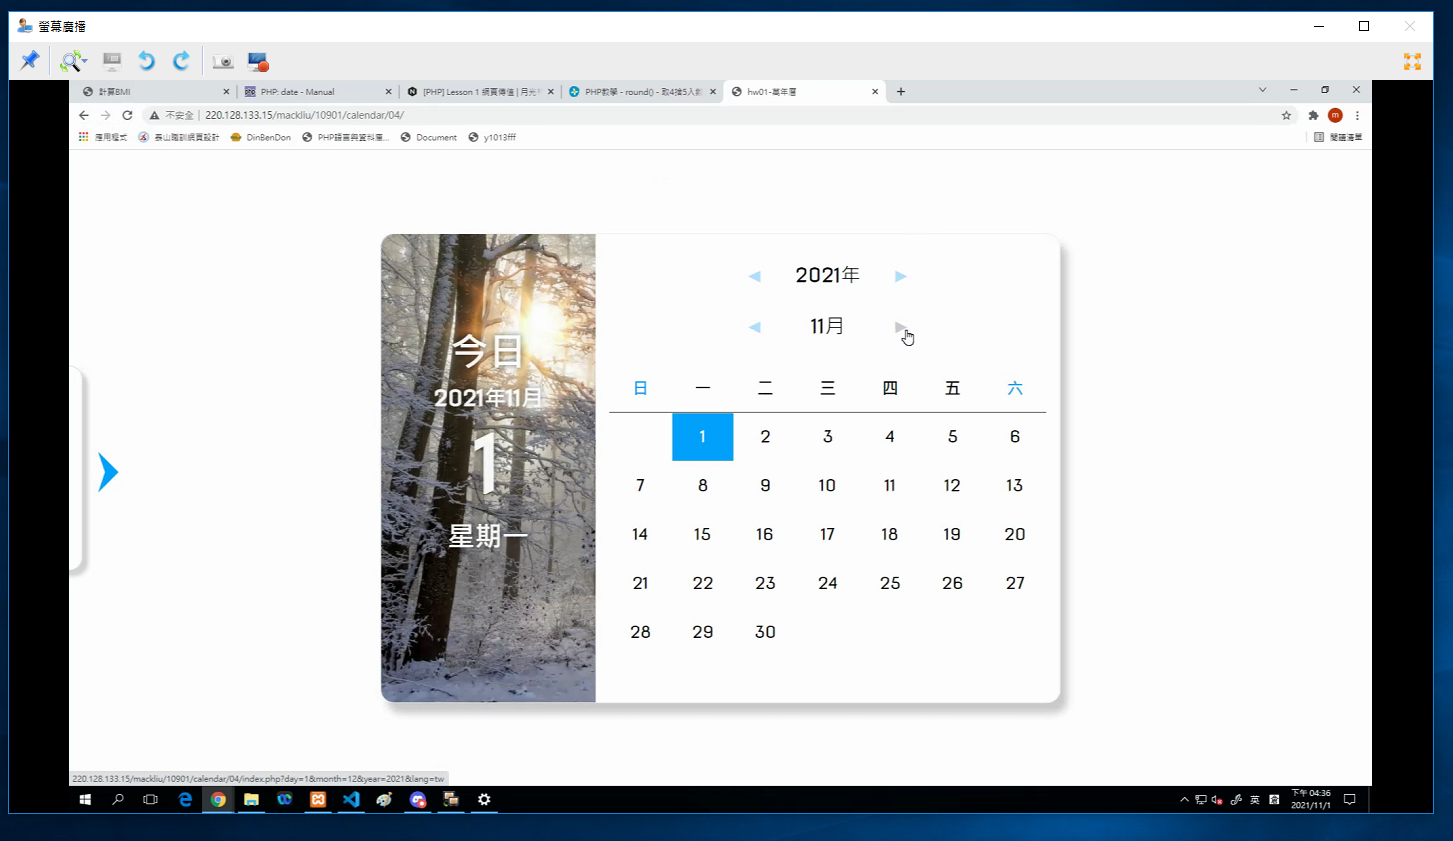 螢幕廣播
計算BMI
PHP: date - Manual
[PHP] Lesson 1 網頁傳值 | 月光
PHP教學 - round() - 取4捨5入
hw01-萬年曆
不安全 | 220.128.133.15/mackliu/10901/calendar/04/
m
應用程式
泰山職訓網頁設計
DinBenDon
PHP語言與資料庫...
Document
y1013fff
閱讀清單
今日
2021年11月
1
星期一
◀ 2021年 ▶
◀ 11月 ▶
日 一 二 三 四 五 六
1 2 3 4 5 6
7 8 9 10 11 12 13
14 15 16 17 18 19 20
21 22 23 24 25 26 27
28 29 30
220.128.133.15/mackliu/10901/calendar/04/index.php?day=1&month=12&year=2021&lang=tw
英
下午 04:36
2021/11/1